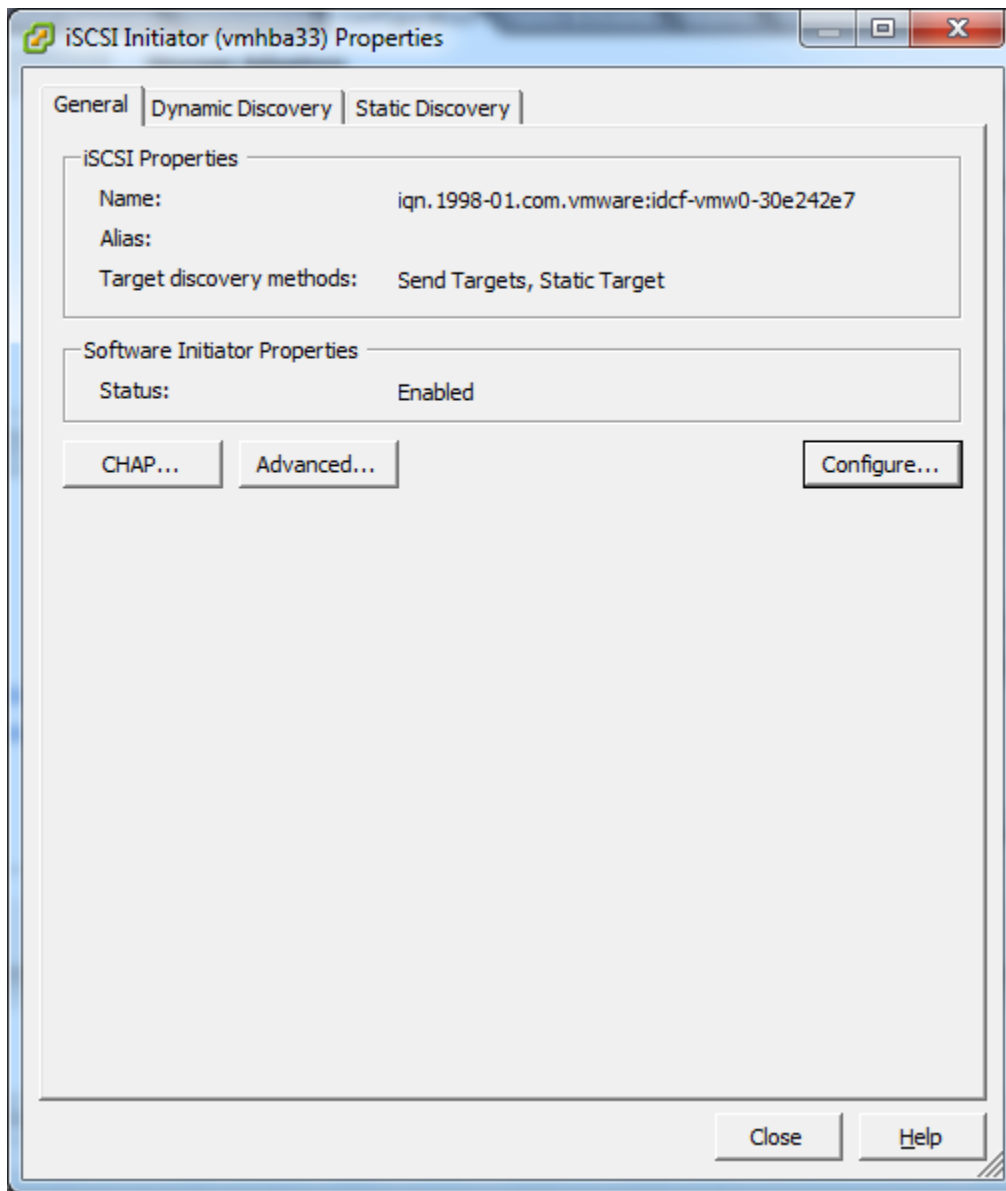 iSCSI Initiator (vmhba33) Properties
General Dynamic Discovery Static Discovery
iSCSI Properties
Name: iqn.1998-01.com.vmware:idcf-vmw0-30e242e7
Alias:
Target discovery methods: Send Targets, Static Target
Software Initiator Properties
Status: Enabled
CHAP... Advanced... Configure...
Close Help